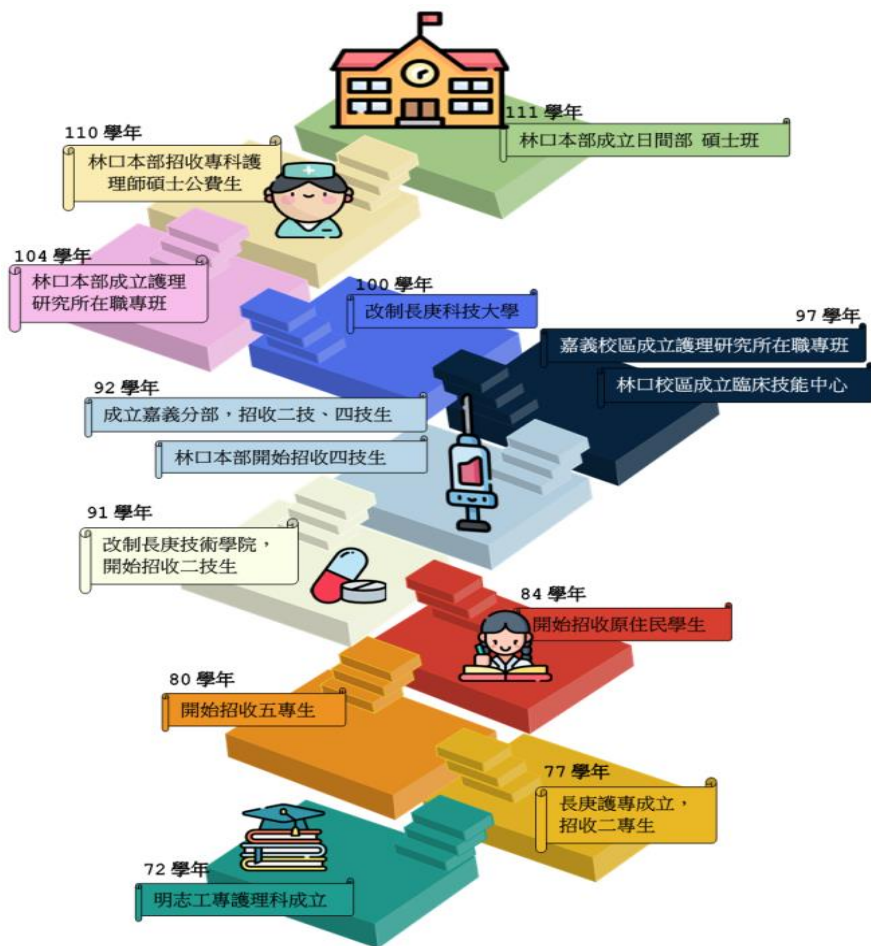 111 學年
林口本部成立日間部 碩士班
110 學年
林口本部招收專科護
理師碩士公費生
104 學年
林口本部成立護理
研究所在職專班
100 學年
改制長庚科技大學
97 學年
嘉義校區成立護理研究所在職專班
林口校區成立臨床技能中心
92 學年
成立嘉義分部，招收二技、四技生
林口本部開始招收四技生
91 學年
改制長庚技術學院，
開始招收二技生
84 學年
開始招收原住民學生
80 學年
開始招收五專生
77 學年
長庚護專成立，
招收二專生
72 學年
明志工專護理科成立